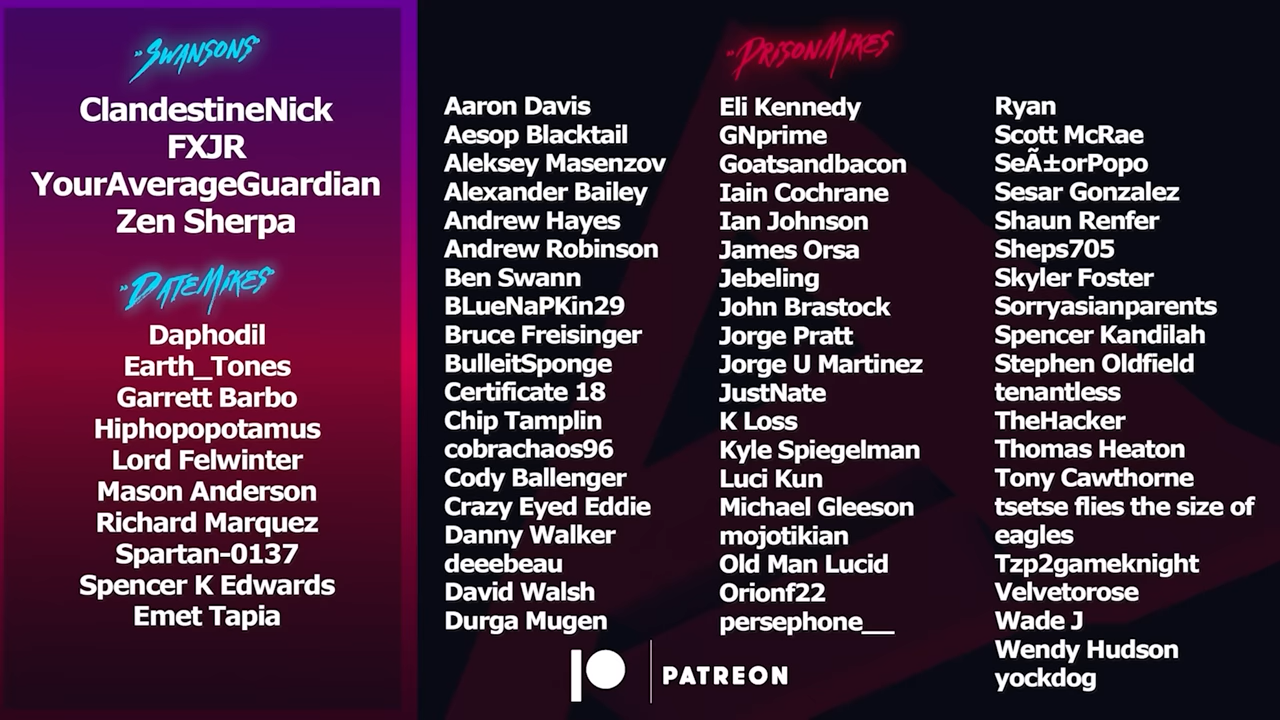 Swansons
ClandestineNick
FXJR
YourAverageGuardian
Zen Sherpa
DateMikes
Daphodil
Earth_Tones
Garrett Barbo
Hiphopopotamus
Lord Felwinter
Mason Anderson
Richard Marquez
Spartan-0137
Spencer K Edwards
Emet Tapia
PrisonMikes
Aaron Davis
Aesop Blacktail
Aleksey Masenzov
Alexander Bailey
Andrew Hayes
Andrew Robinson
Ben Swann
BLueNaPKin29
Bruce Freisinger
BulleitSponge
Certificate 18
Chip Tamplin
cobrachaos96
Cody Ballenger
Crazy Eyed Eddie
Danny Walker
deeebeau
David Walsh
Durga Mugen
Eli Kennedy
GNprime
Goatsandbacon
Iain Cochrane
Ian Johnson
James Orsa
Jebeling
John Brastock
Jorge Pratt
Jorge U Martinez
JustNate
K Loss
Kyle Spiegelman
Luci Kun
Michael Gleeson
mojotikian
Old Man Lucid
Orionf22
persephone__
Ryan
Scott McRae
SeÃ±orPopo
Sesar Gonzalez
Shaun Renfer
Sheps705
Skyler Foster
Sorryasianparents
Spencer Kandilah
Stephen Oldfield
tenantless
TheHacker
Thomas Heaton
Tony Cawthorne
tsetse flies the size of
eagles
Tzp2gameknight
Velvetorose
Wade J
Wendy Hudson
yockdog
PATREON